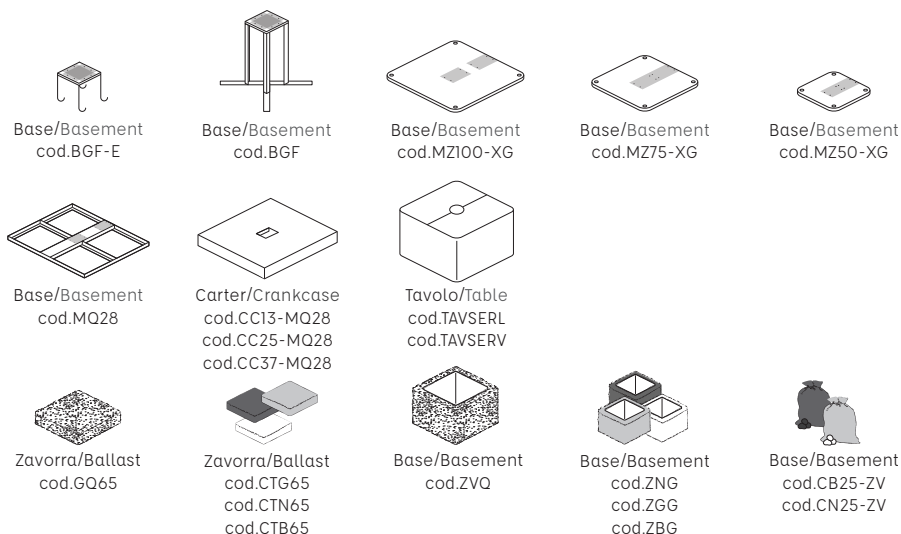 Base/Basement
cod.BGF-E
Base/Basement
cod.BGF
Base/Basement
cod.MZ100-XG
Base/Basement
cod.MZ75-XG
Base/Basement
cod.MZ50-XG
Base/Basement
cod.MQ28
Carter/Crankcase
cod.CC13-MQ28
cod.CC25-MQ28
cod.CC37-MQ28
Tavolo/Table
cod.TAVSERL
cod.TAVSERV
Zavorra/Ballast
cod.GQ65
Zavorra/Ballast
cod.CTG65
cod.CTN65
cod.CTB65
Base/Basement
cod.ZVQ
Base/Basement
cod.ZNG
cod.ZGG
cod.ZBG
Base/Basement
cod.CB25-ZV
cod.CN25-ZV